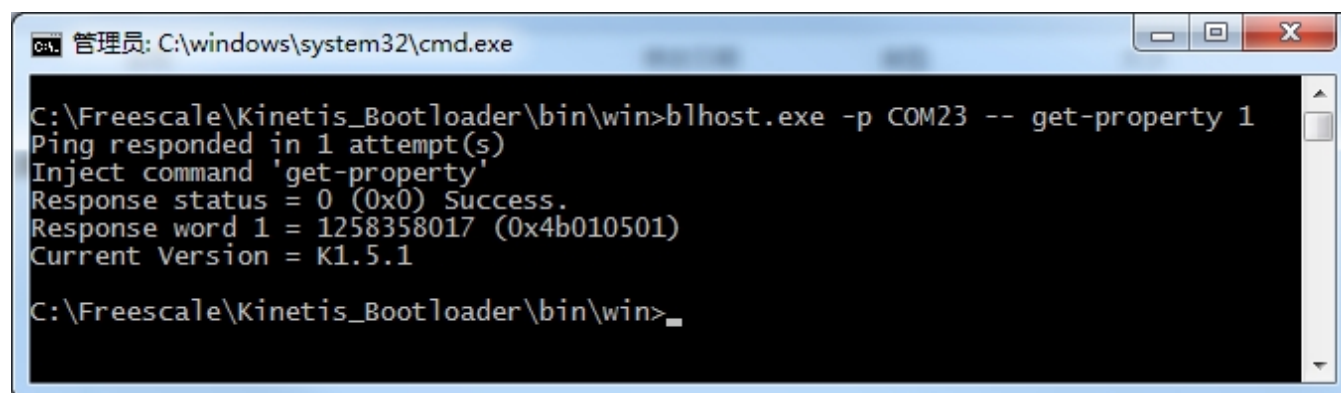 管理员: C:\windows\system32\cmd.exe
C:\Freescale\Kinetis_Bootloader\bin\win>blhost.exe -p COM23 -- get-property 1
Ping responded in 1 attempt(s)
Inject command 'get-property'
Response status = 0 (0x0) Success.
Response word 1 = 1258358017 (0x4b010501)
Current Version = K1.5.1
C:\Freescale\Kinetis_Bootloader\bin\win>